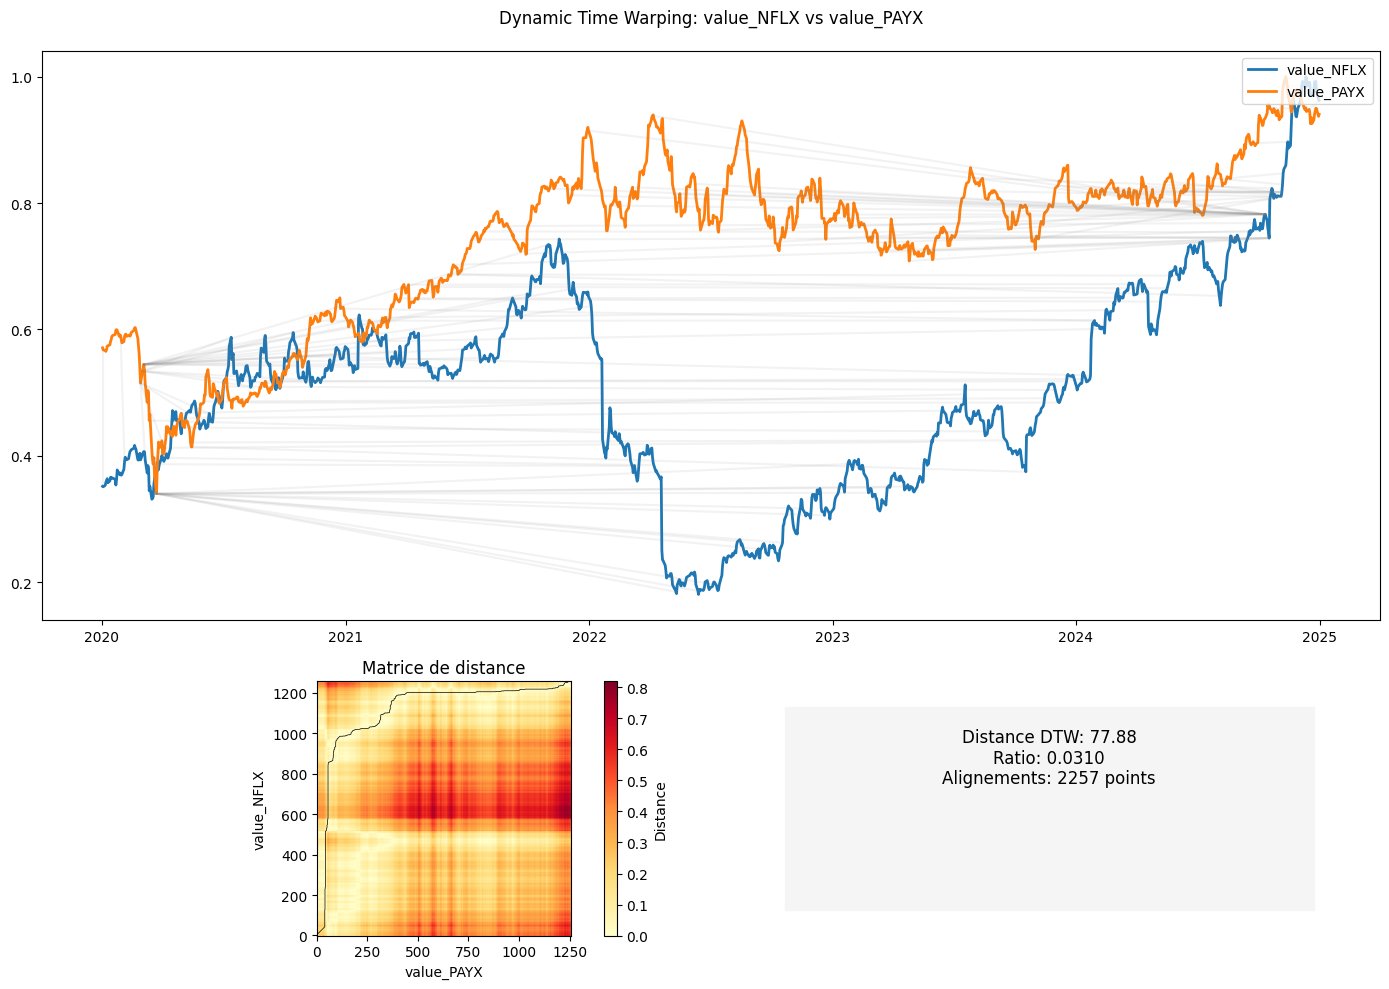 Dynamic Time Warping: value_NFLX vs value_PAYX
value_NFLX
value_PAYX
1.0
0.8
0.6
0.4
0.2
2020 2021 2022 2023 2024 2025
Matrice de distance
value_NFLX
1200
1000
800
600
400
200
0
0 250 500 750 1000 1250
value_PAYX
0.8
0.7
0.6
0.5
0.4
0.3
0.2
0.1
0.0
Distance
Distance DTW: 77.88
Ratio: 0.0310
Alignements: 2257 points